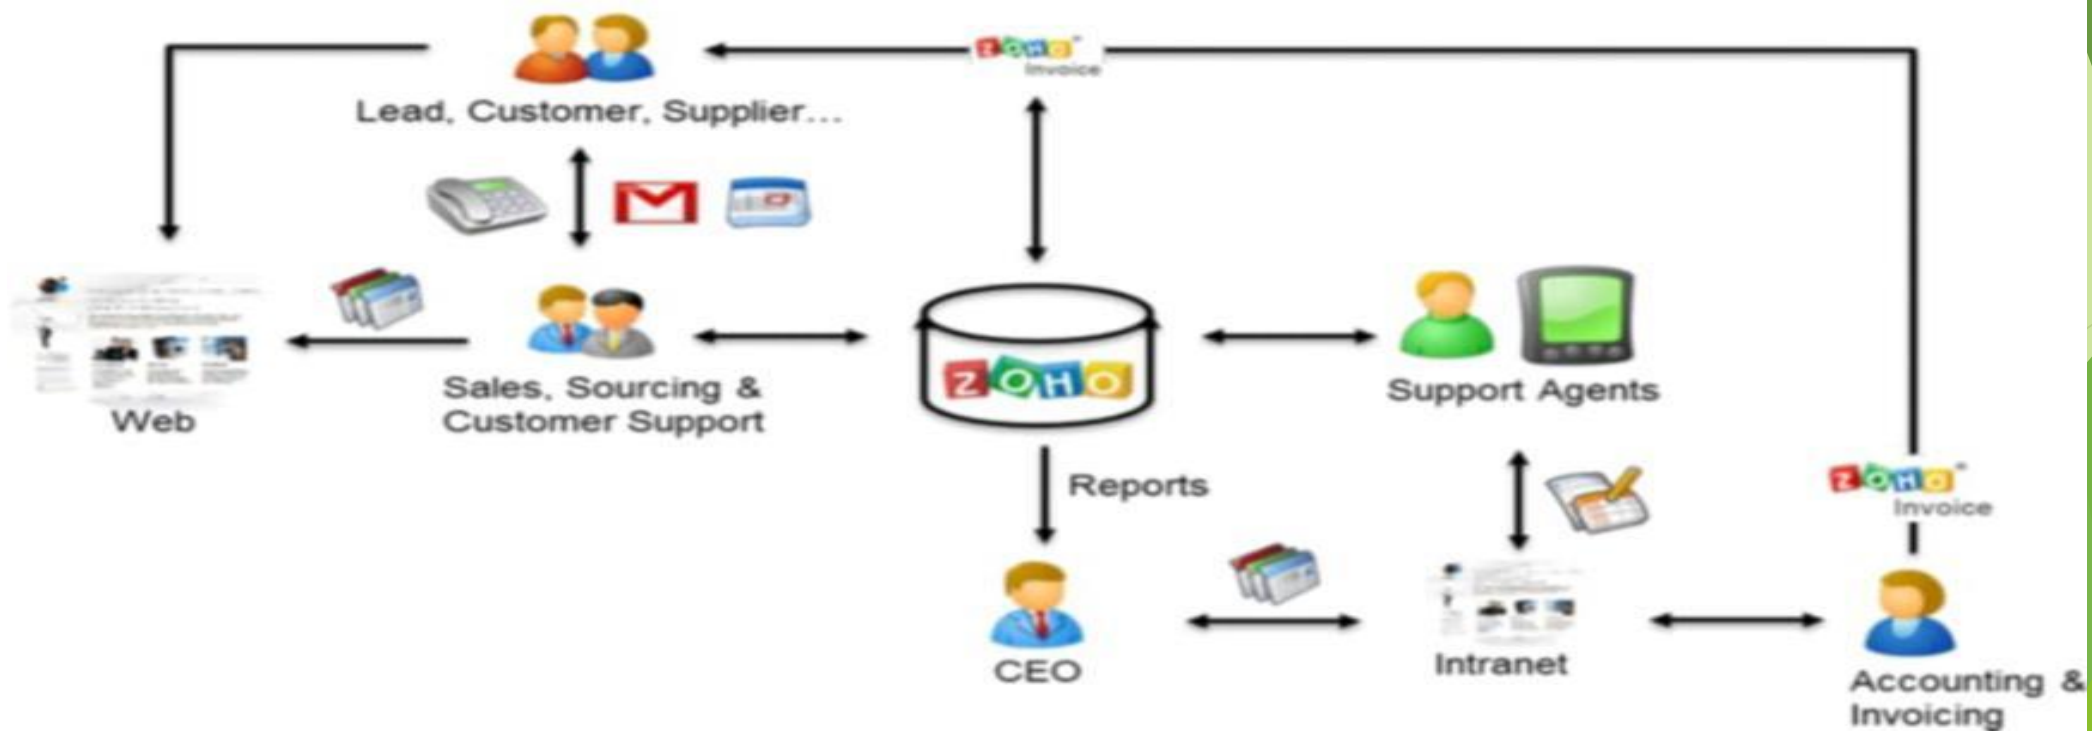 ZOHO
Invoice
Lead, Customer, Supplier...
Web
Sales, Sourcing &
Customer Support
ZOHO
Support Agents
Reports
ZOHO
Invoice
CEO
Intranet
Accounting &
Invoicing